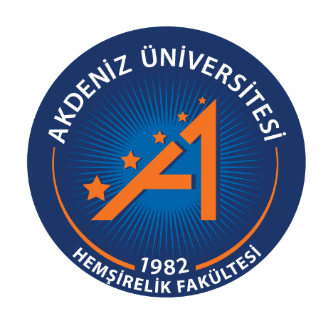 AKDENİZ ÜNİVERSİTESİ
1982
HEMŞİRELİK FAKÜLTESİ